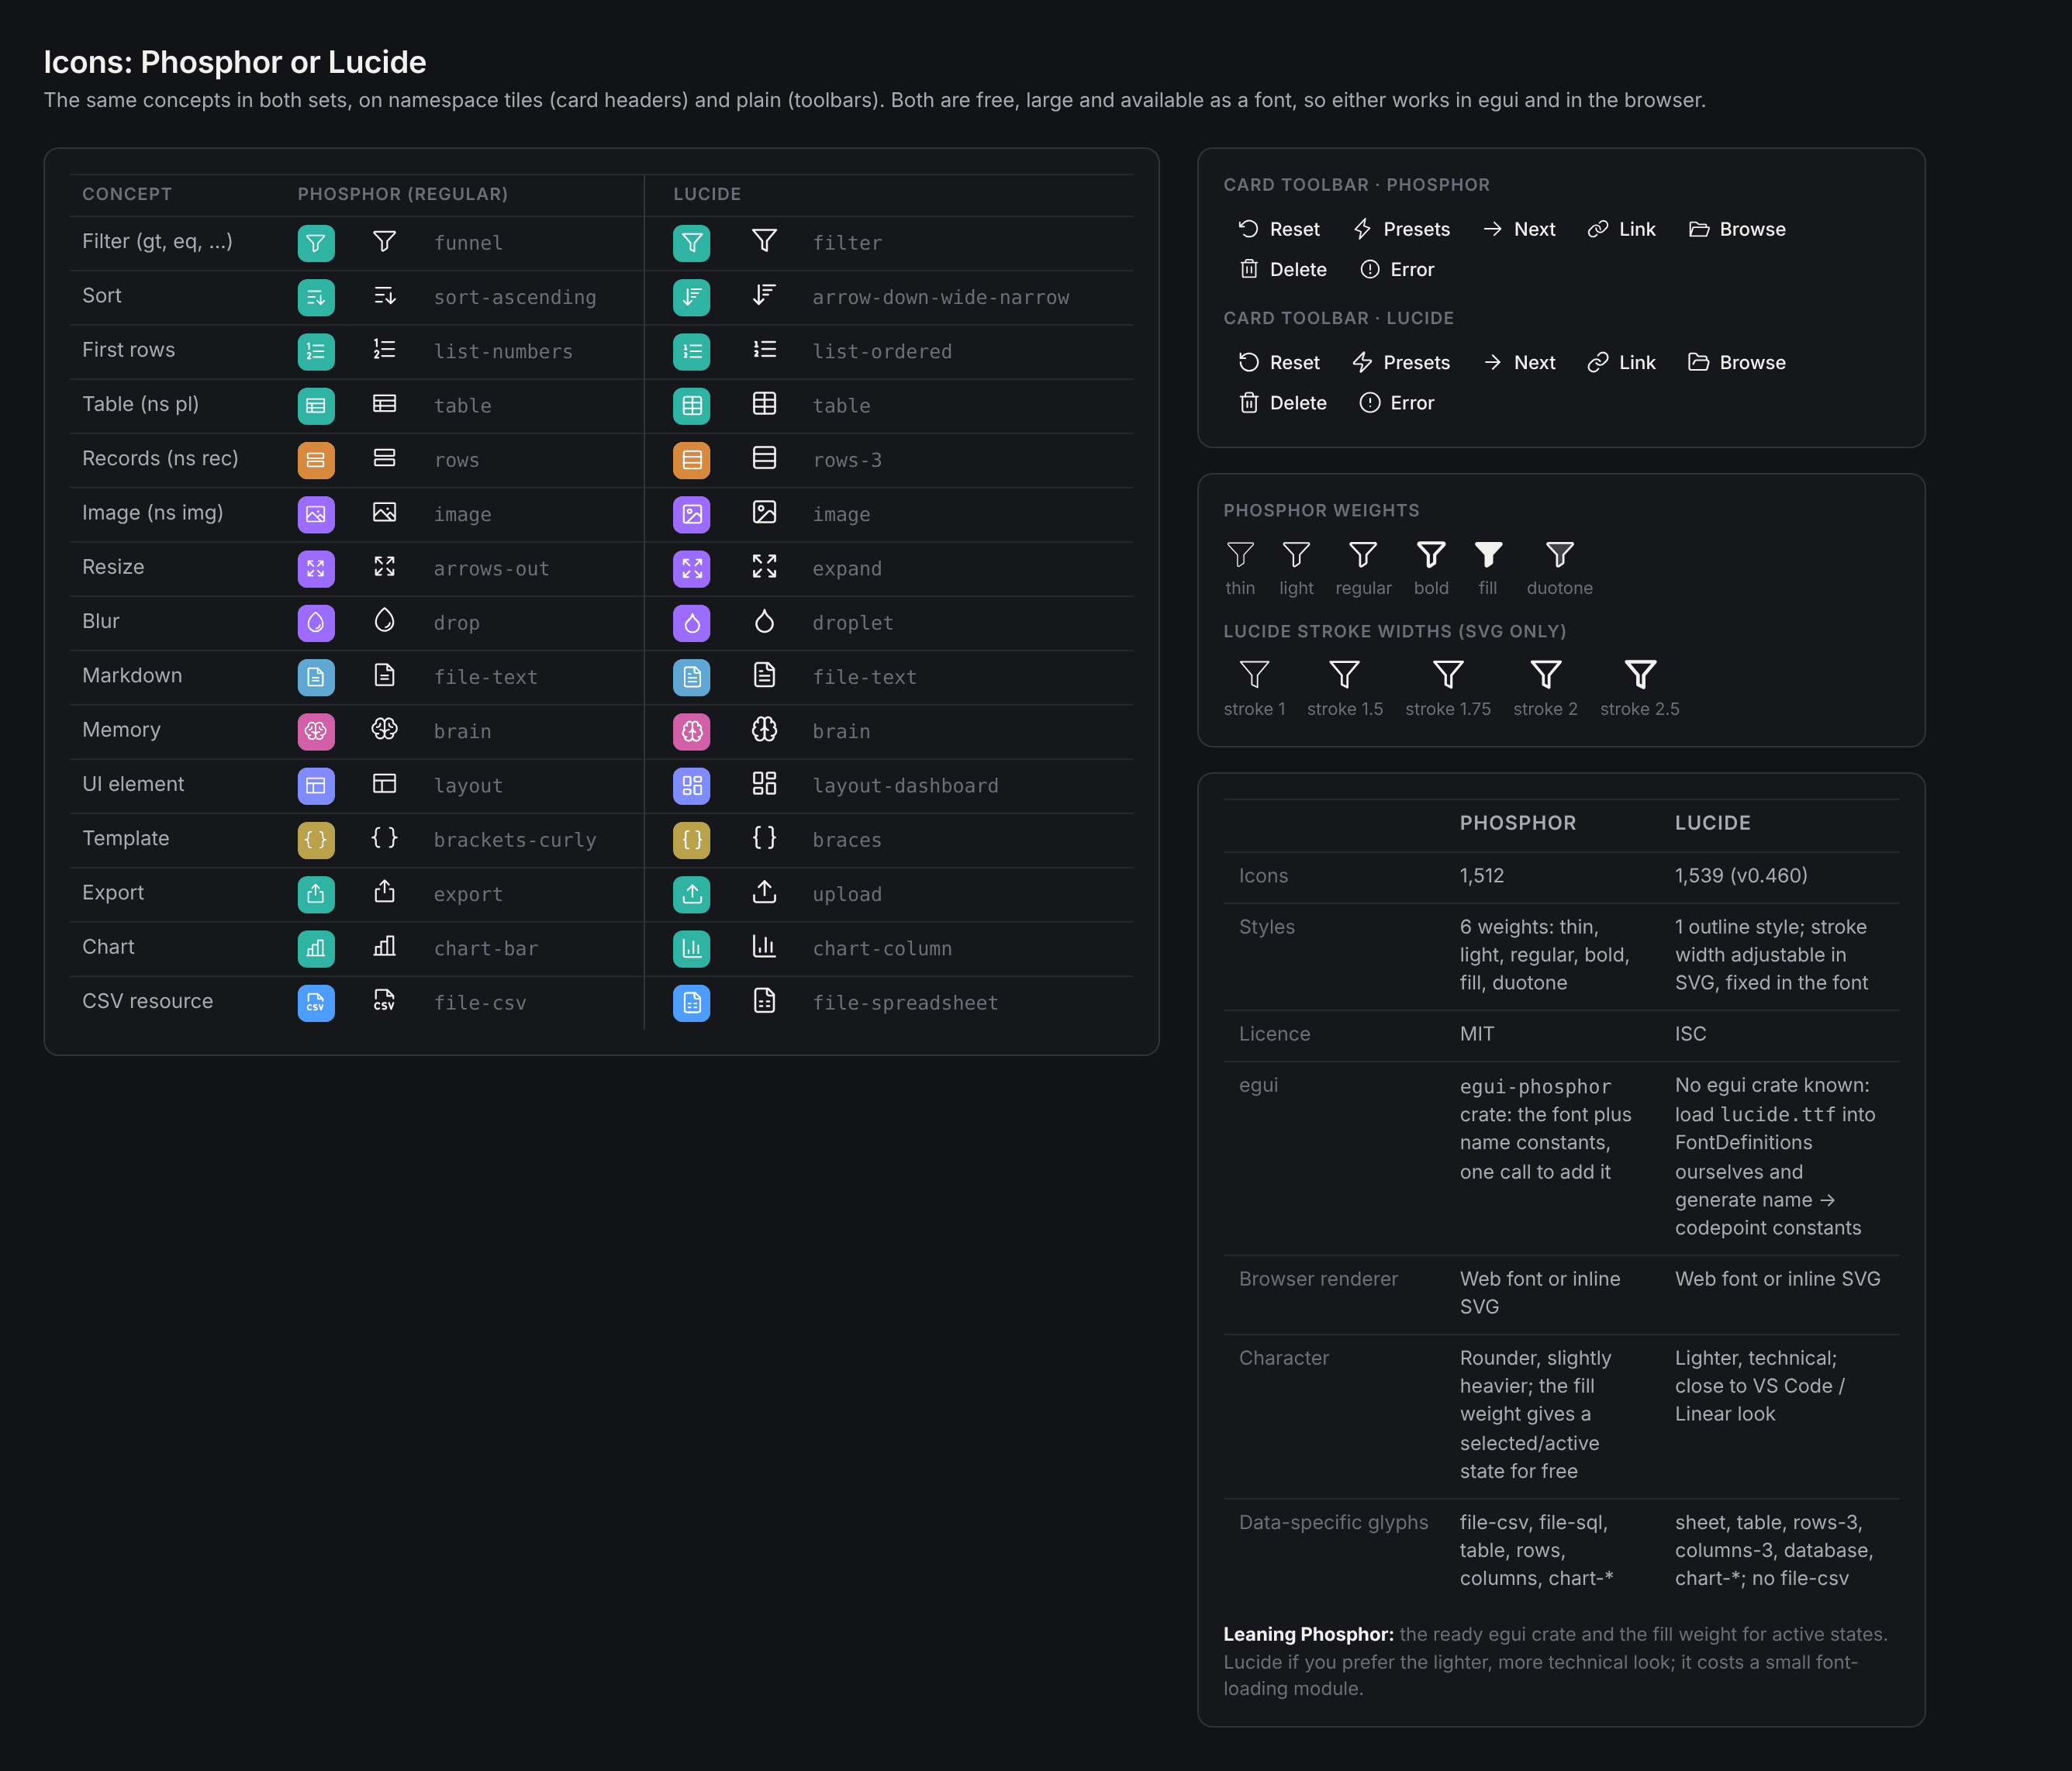 Icons: Phosphor or Lucide
The same concepts in both sets, on namespace tiles (card headers) and plain (toolbars). Both are free, large and available as a font, so either works in egui and in the browser.
CONCEPT PHOSPHOR (REGULAR) LUCIDE
Filter (gt, eq, ...) funnel filter
Sort sort-ascending arrow-down-wide-narrow
First rows list-numbers list-ordered
Table (ns pl) table table
Records (ns rec) rows rows-3
Image (ns img) image image
Resize arrows-out expand
Blur drop droplet
Markdown file-text file-text
Memory brain brain
UI element layout layout-dashboard
Template brackets-curly braces
Export export upload
Chart chart-bar chart-column
CSV resource CSV CSV file-csv file-spreadsheet
CARD TOOLBAR · PHOSPHOR
Reset Presets Next Link Browse
Delete Error
CARD TOOLBAR · LUCIDE
Reset Presets Next Link Browse
Delete Error
PHOSPHOR WEIGHTS
thin light regular bold fill duotone
LUCIDE STROKE WIDTHS (SVG ONLY)
stroke 1 stroke 1.5 stroke 1.75 stroke 2 stroke 2.5
PHOSPHOR LUCIDE
Icons 1,512 1,539 (v0.460)
Styles 6 weights: thin, 1 outline style; stroke
light, regular, bold, width adjustable in
fill, duotone SVG, fixed in the font
Licence MIT ISC
egui egui-phosphor No egui crate known:
crate: the font plus load lucide.ttf into
name constants, FontDefinitions
one call to add it ourselves and
generate name →
codepoint constants
Browser renderer Web font or inline Web font or inline SVG
SVG
Character Rounder, slightly Lighter, technical;
heavier; the fill close to VS Code /
weight gives a Linear look
selected/active
state for free
Data-specific glyphs file-csv, file-sql, sheet, table, rows-3,
table, rows, columns-3, database,
columns, chart-* chart-*; no file-csv
Leaning Phosphor: the ready egui crate and the fill weight for active states.
Lucide if you prefer the lighter, more technical look; it costs a small font-
loading module.